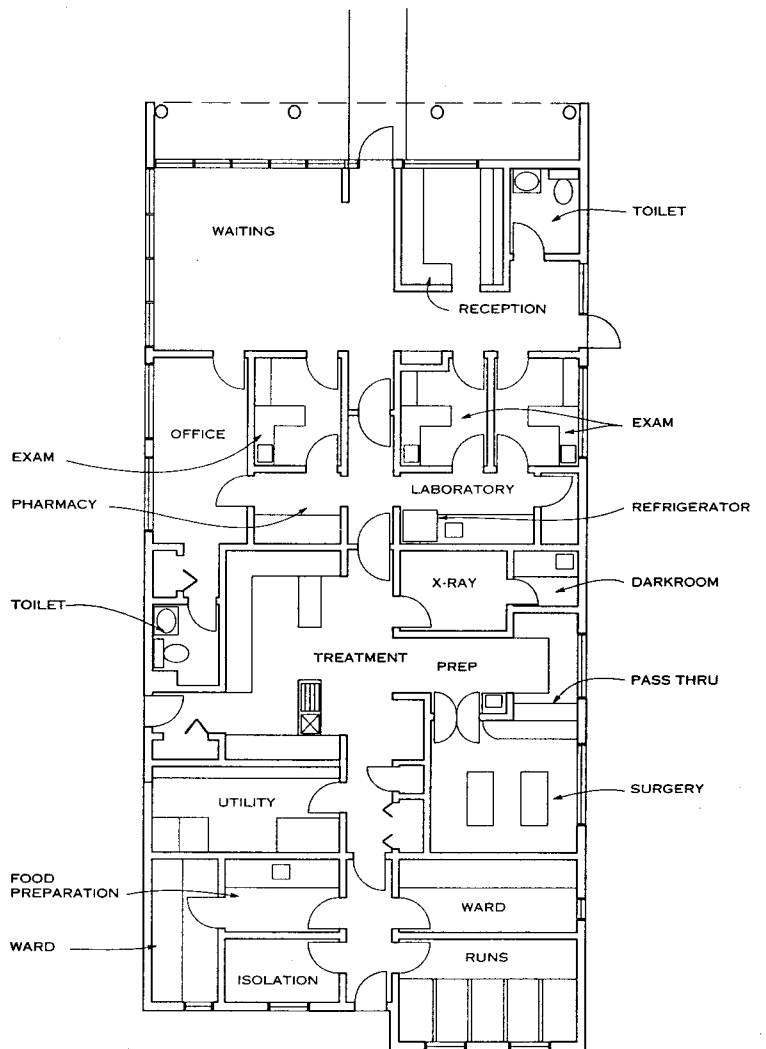 TOILET
WAITING
RECEPTION
OFFICE
EXAM
EXAM
PHARMACY
LABORATORY
REFRIGERATOR
X-RAY
DARKROOM
TOILET
TREATMENT
PREP
PASS THRU
UTILITY
SURGERY
FOOD
PREPARATION
WARD
WARD
RUNS
ISOLATION